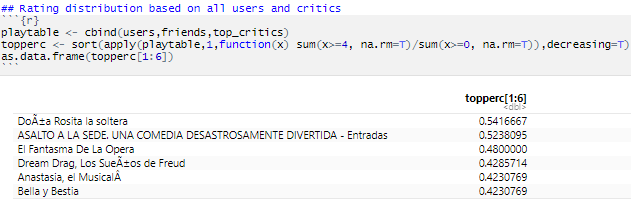 ## Rating distribution based on all users and critics
```{r}
playtable <- cbind(users,friends,top_critics)
topperc <- sort(apply(playtable,1,function(x) sum(x>=4, na.rm=T)/sum(x>=0, na.rm=T)),decreasing=T)
as.data.frame(topperc[1:6])
```
topperc[1:6]
<dbl>
DoÃ±a Rosita la soltera 0.5416667
ASALTO A LA SEDE. UNA COMEDIA DESASTROSAMENTE DIVERTIDA - Entradas 0.5238095
El Fantasma De La Opera 0.4800000
Dream Drag, Los SueÃ±os de Freud 0.4285714
Anastasia, el MusicalÂ 0.4230769
Bella y Bestia 0.4230769